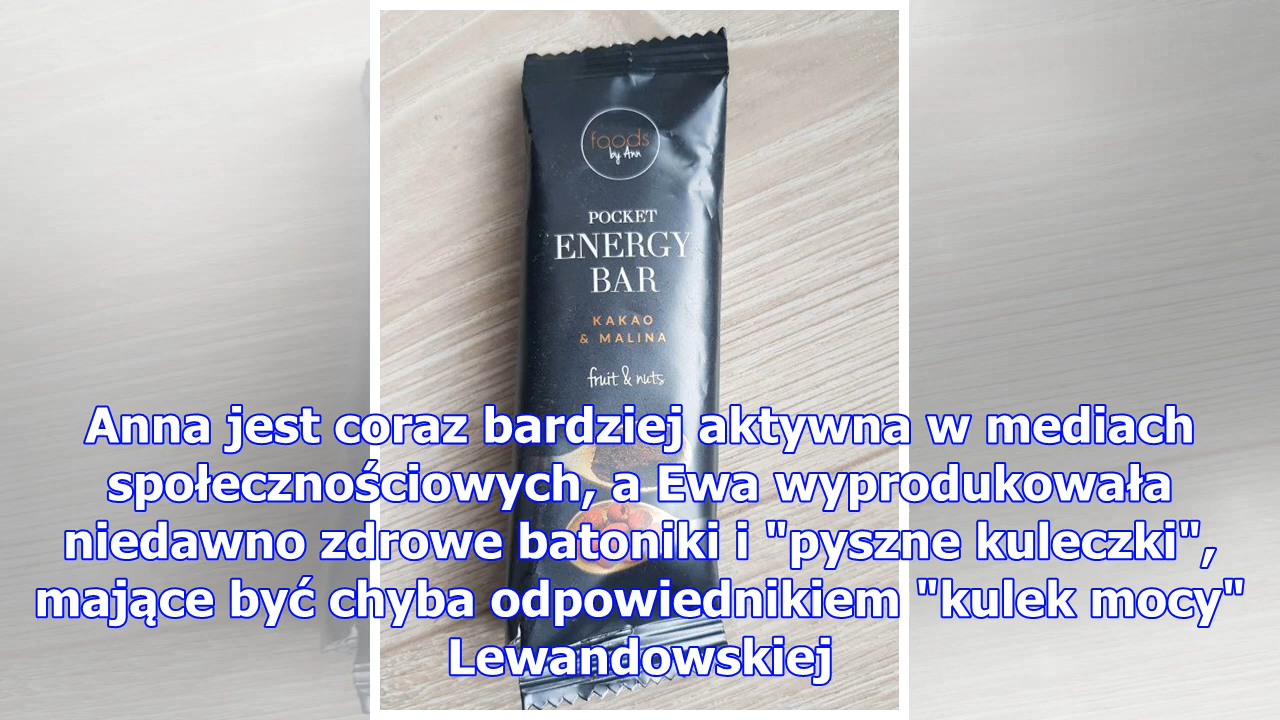 foods
by Ann
POCKET
ENERGY
BAR
KAKAO
& MALINA
fruit & nuts
Anna jest coraz bardziej aktywna w mediach
społecznościowych, a Ewa wyprodukowała
niedawno zdrowe batoniki i "pyszne kuleczki",
mające być chyba odpowiednikiem "kulek mocy"
Lewandowskiej